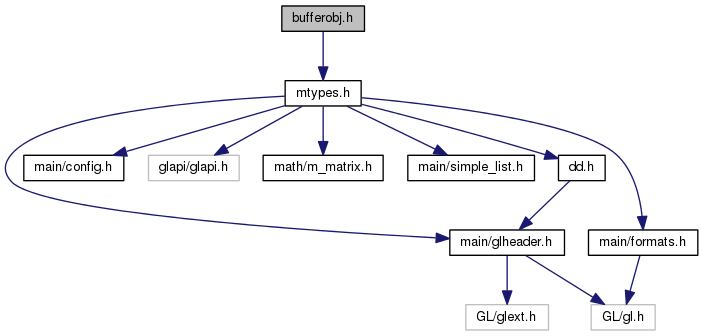 bufferobj.h
mtypes.h
main/config.h
glapi/glapi.h
math/m_matrix.h
main/simple_list.h
dd.h
main/glheader.h
main/formats.h
GL/glext.h
GL/gl.h